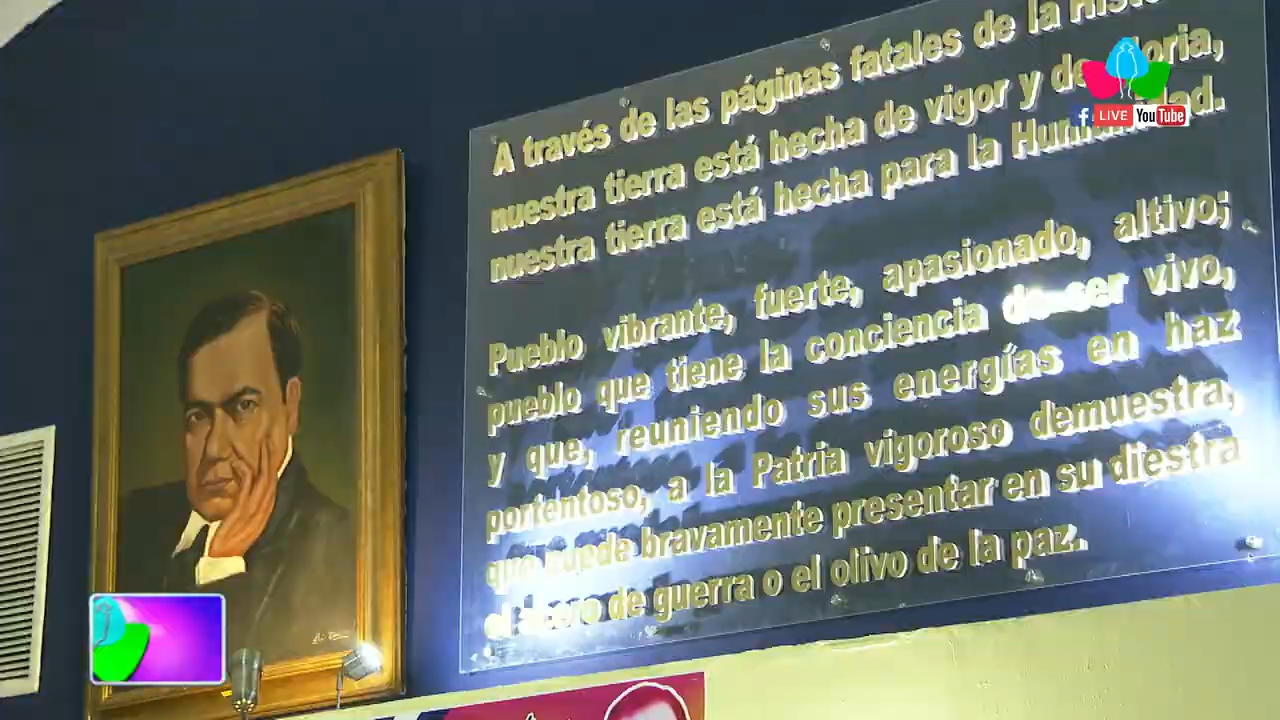 A través de las páginas fatales de la
nuestra tierra está hecha de vigor y de gloria,
nuestra tierra está hecha para la Humanidad.
Pueblo vibrante, fuerte, apasionado, altivo;
pueblo que tiene la conciencia de ser vivo,
y que, reuniendo sus energías en haz
portentoso, a la Patria vigoroso demuestra,
que puede bravamente presentar en su diestra
el acero de guerra o el olivo de la paz.
f LIVE YouTube